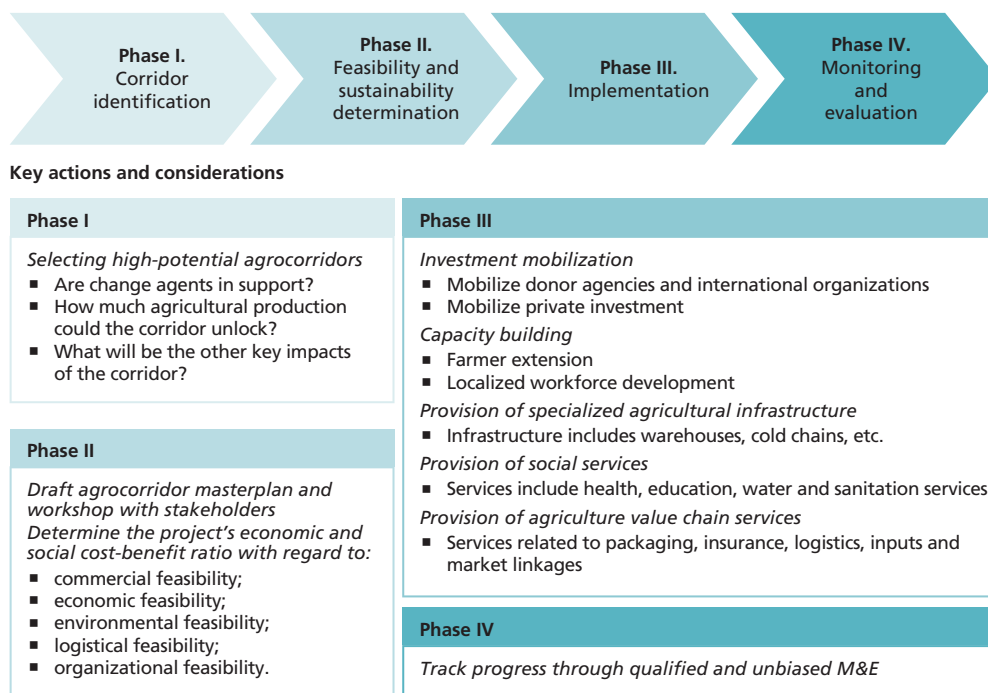 Phase I.
Corridor
identification
Phase II.
Feasibility and
sustainability
determination
Phase III.
Implementation
Phase IV.
Monitoring
and
evaluation
Key actions and considerations
Phase I
Selecting high-potential agrocorridors
▪ Are change agents in support?
▪ How much agricultural production
could the corridor unlock?
▪ What will be the other key impacts
of the corridor?
Phase II
Draft agrocorridor masterplan and
workshop with stakeholders
Determine the project's economic and
social cost-benefit ratio with regard to:
▪ commercial feasibility;
▪ economic feasibility;
▪ environmental feasibility;
▪ logistical feasibility;
▪ organizational feasibility.
Phase III
Investment mobilization
▪ Mobilize donor agencies and international organizations
▪ Mobilize private investment
Capacity building
▪ Farmer extension
▪ Localized workforce development
Provision of specialized agricultural infrastructure
▪ Infrastructure includes warehouses, cold chains, etc.
Provision of social services
▪ Services include health, education, water and sanitation services
Provision of agriculture value chain services
▪ Services related to packaging, insurance, logistics, inputs and
market linkages
Phase IV
Track progress through qualified and unbiased M&E